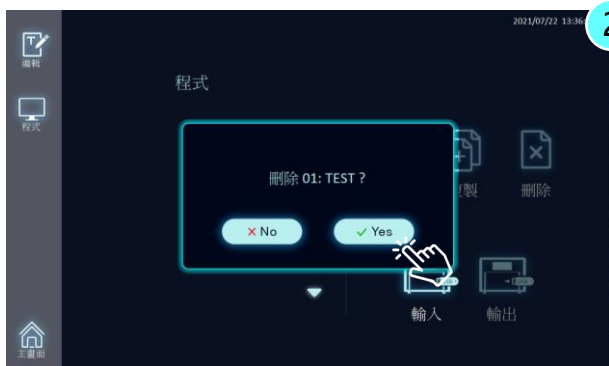 2021/07/22 13:36:
2
編輯
程式
程式
刪除 01: TEST ?
No
Yes
製
刪除
輸入
輸出
主畫面